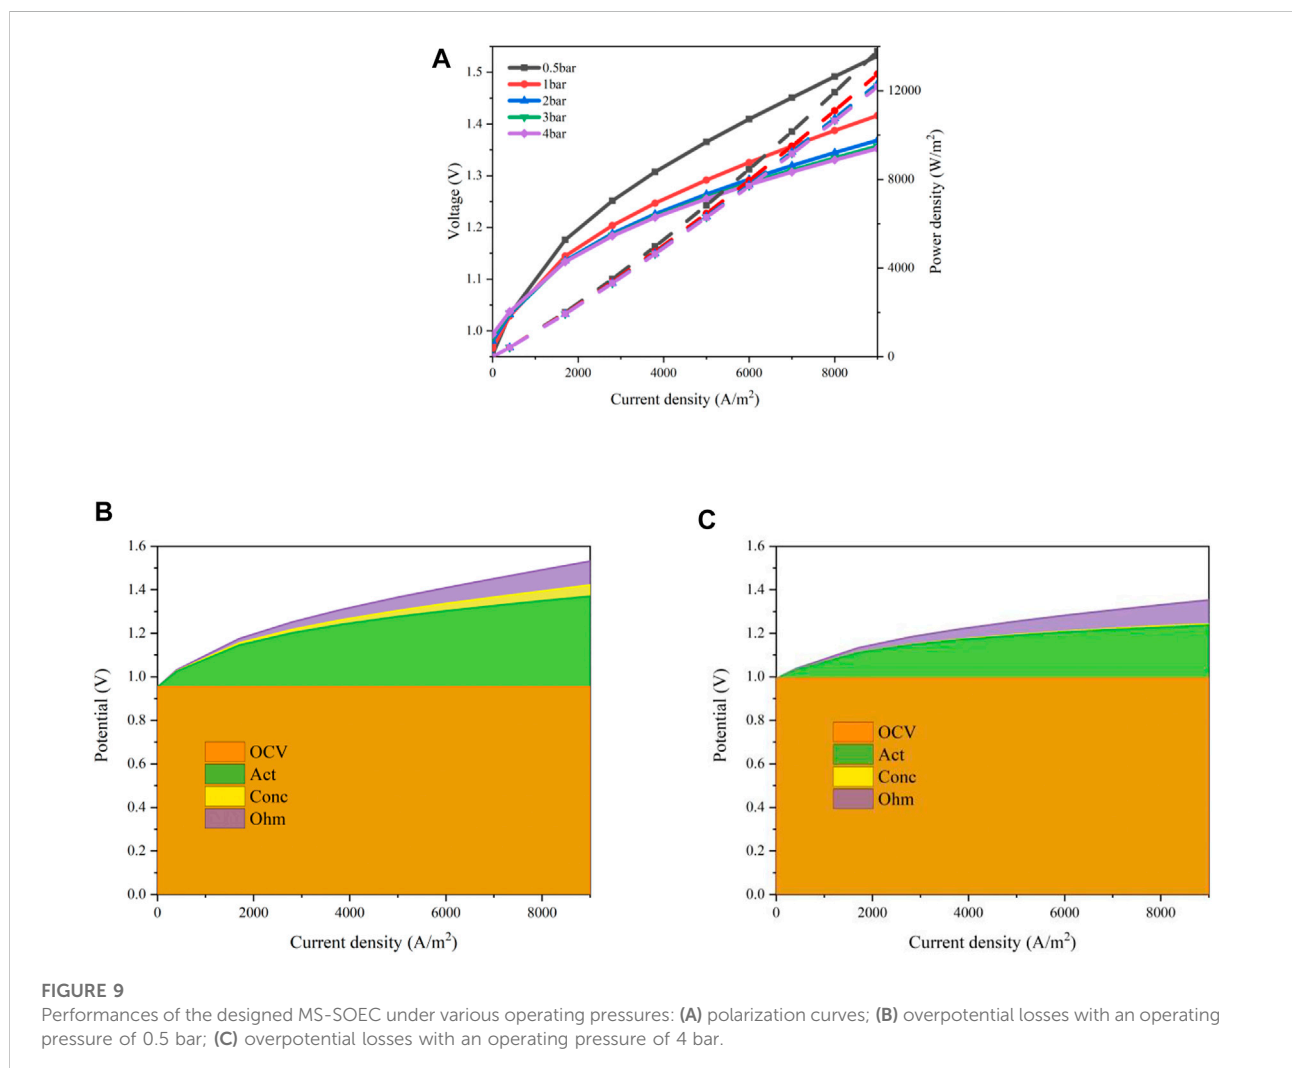 A
0.5bar
1bar
2bar
3bar
4bar
1.5
1.4
1.3
1.2
1.1
1.0
Voltage (V)
12000
8000
4000
0
Power density (W/m²)
0 2000 4000 6000 8000
Current density (A/m²)
B
1.6
1.4
1.2
1.0
0.8
0.6
0.4
0.2
0.0
Potential (V)
OCV
Act
Conc
Ohm
0 2000 4000 6000 8000
Current density (A/m²)
C
1.6
1.4
1.2
1.0
0.8
0.6
0.4
0.2
0.0
Potential (V)
OCV
Act
Conc
Ohm
0 2000 4000 6000 8000
Current density (A/m²)
FIGURE 9
Performances of the designed MS-SOEC under various operating pressures: (A) polarization curves; (B) overpotential losses with an operating
pressure of 0.5 bar; (C) overpotential losses with an operating pressure of 4 bar.